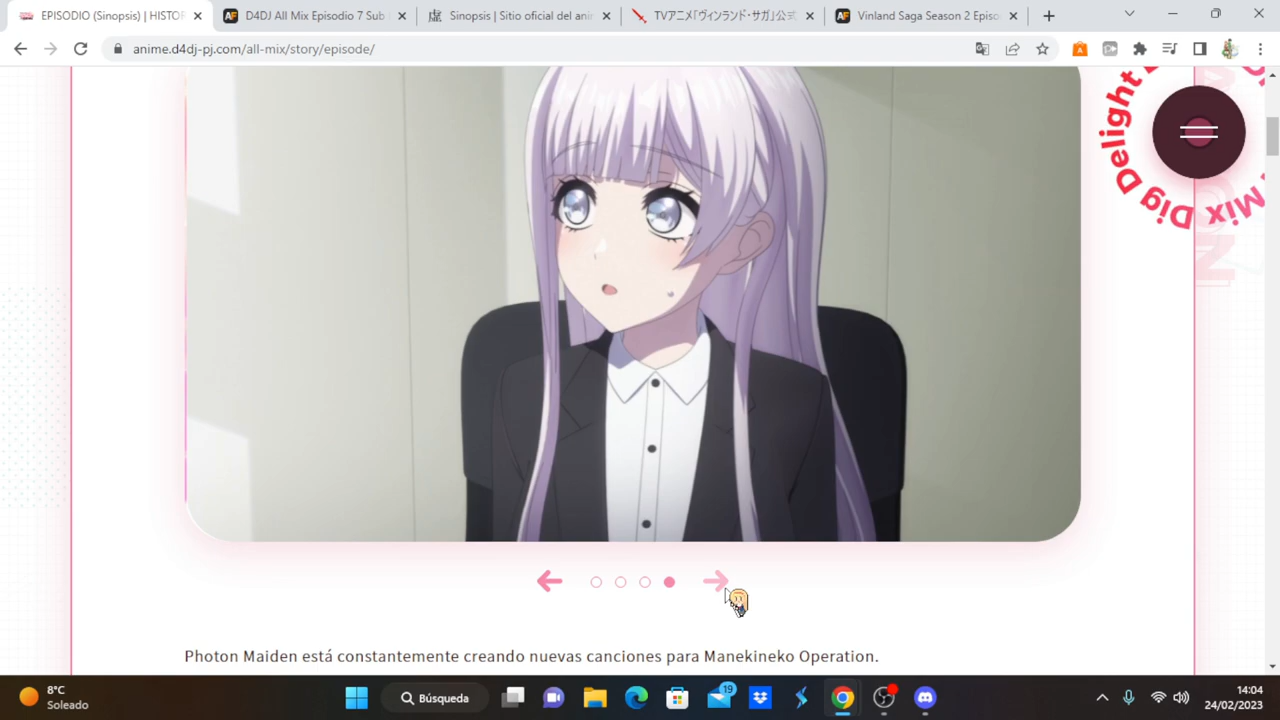 EPISODIO (Sinopsis) | HISTOR
D4DJ All Mix Episodio 7 Sub
Sinopsis | Sitio oficial del ani
TVアニメ「ヴィンランド・サガ」公式
Vinland Saga Season 2 Episo
anime.d4dj-pj.com/all-mix/story/episode/
Mix Dig Delight
Photon Maiden está constantemente creando nuevas canciones para Manekineko Operation.
8°C
Soleado
Búsqueda
19
14:04
24/02/2023